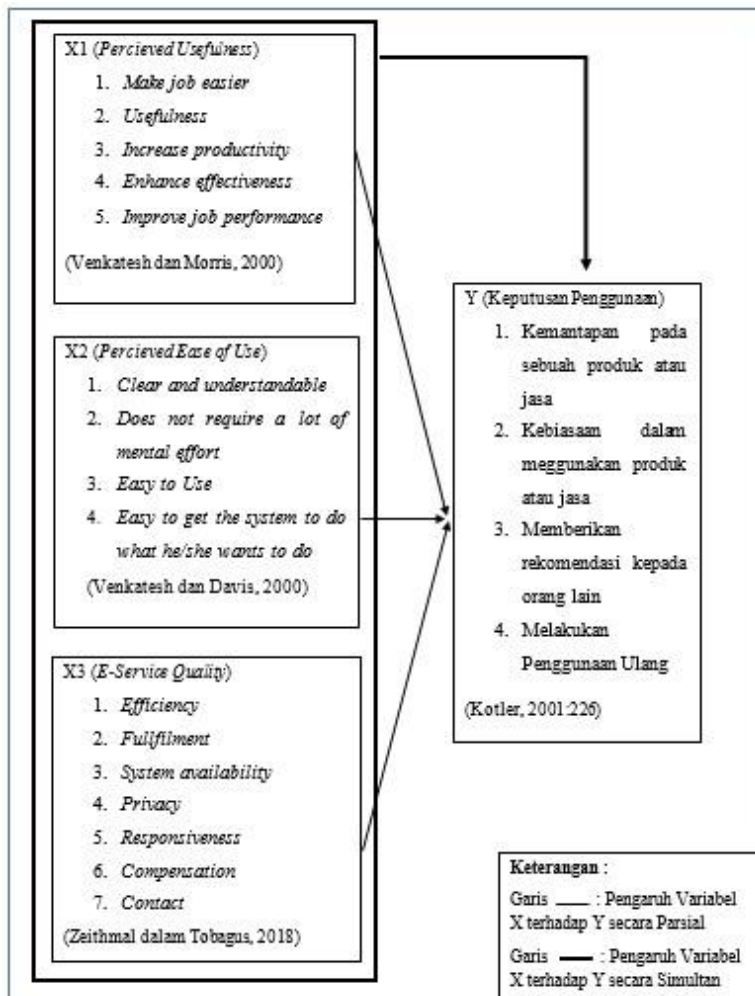 X1 (Percieved Usefulness)
1. Make job easier
2. Usefulness
3. Increase productivity
4. Enhance effectiveness
5. Improve job performance
(Venkatesh dan Morris, 2000)
X2 (Percieved Ease of Use)
1. Clear and understandable
2. Does not require a lot of
mental effort
3. Easy to Use
4. Easy to get the system to do
what he/she wants to do
(Venkatesh dan Davis, 2000)
X3 (E-Service Quality)
1. Efficiency
2. Fullfilment
3. System availability
4. Privacy
5. Responsiveness
6. Compensation
7. Contact
(Zeithmal dalam Tobagus, 2018)
Y (Keputusan Penggunaan)
1. Kemantapan pada
sebuah produk atau
jasa
2. Kebiasaan dalam
meggunakan produk
atau jasa
3. Memberikan
rekomendasi kepada
orang lain
4. Melakukan
Penggunaan Ulang
(Kotler, 2001:226)
Keterangan :
Garis : Pengaruh Variabel
X terhadap Y secara Parsial
Garis : Pengaruh Variabel
X terhadap Y secara Simultan